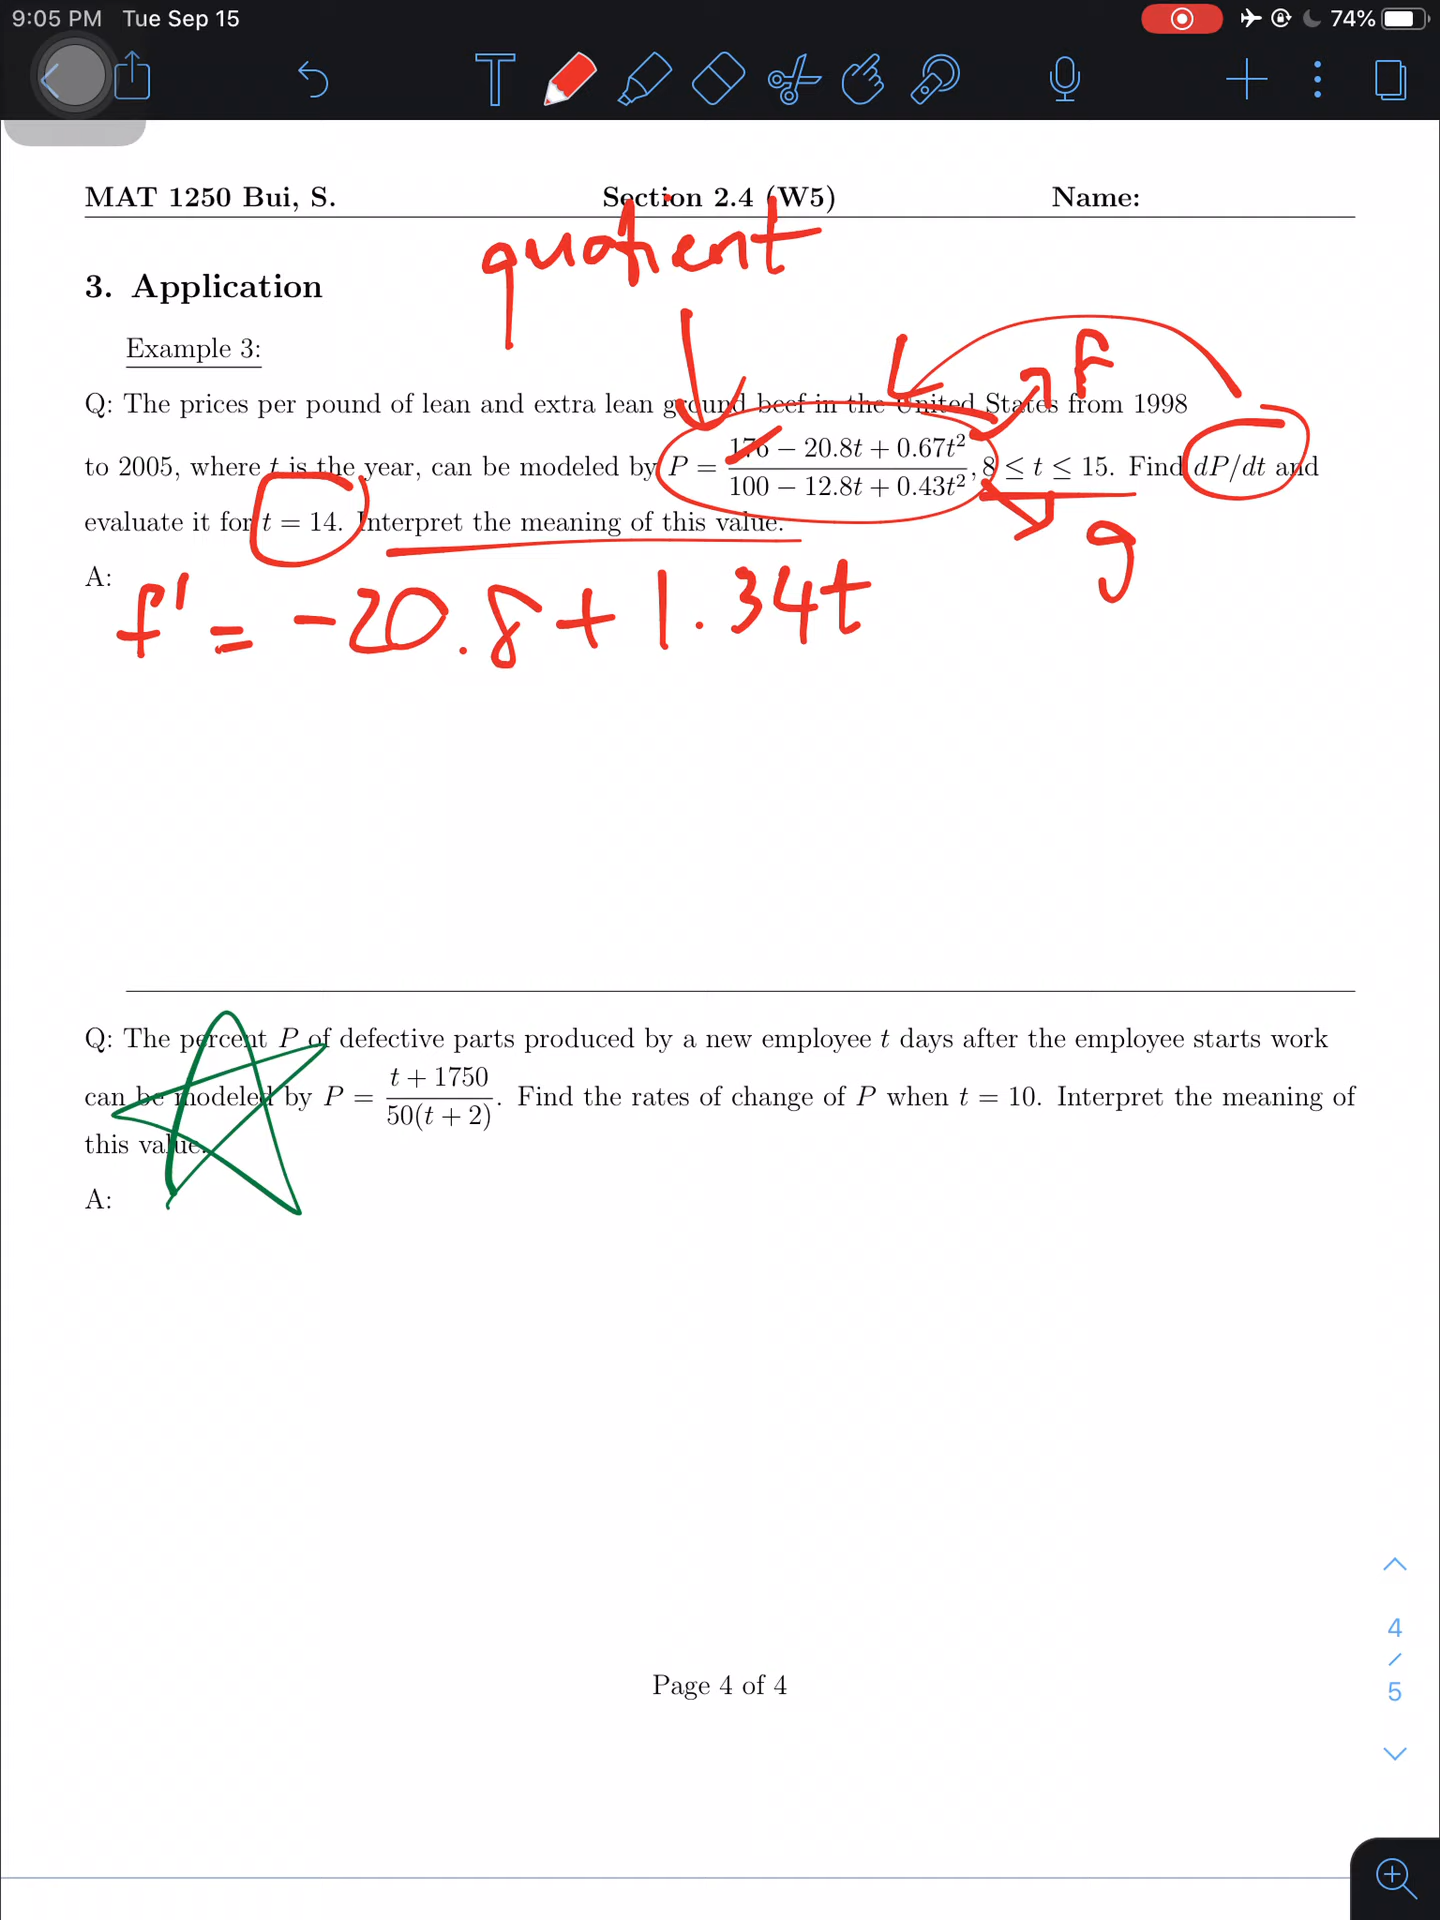 9:05 PM Tue Sep 15
74%
MAT 1250 Bui, S. Section 2.4 (W5) Name:
quotient
3. Application
Example 3:
f
Q: The prices per pound of lean and extra lean ground beef in the United States from 1998
to 2005, where t is the year, can be modeled by P = (176 − 20.8t + 0.67t²)/(100 − 12.8t + 0.43t²), 8 ≤ t ≤ 15. Find dP/dt and
evaluate it for t = 14. Interpret the meaning of this value.
g
A:
f' = -20.8 + 1.34t
Q: The percent P of defective parts produced by a new employee t days after the employee starts work
can be modeled by P = (t + 1750)/(50(t + 2)). Find the rates of change of P when t = 10. Interpret the meaning of
this value.
A:
4
/
5
Page 4 of 4